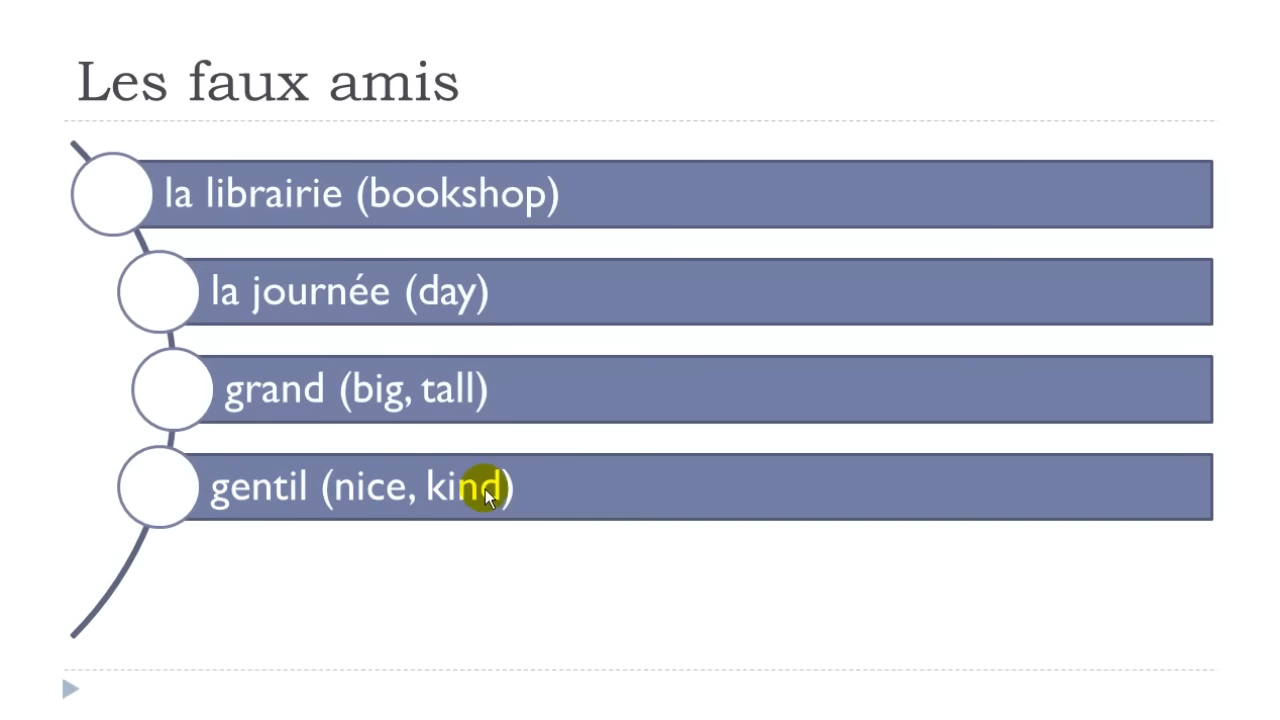 Les faux amis
la librairie (bookshop)
la journée (day)
grand (big, tall)
gentil (nice, kind)